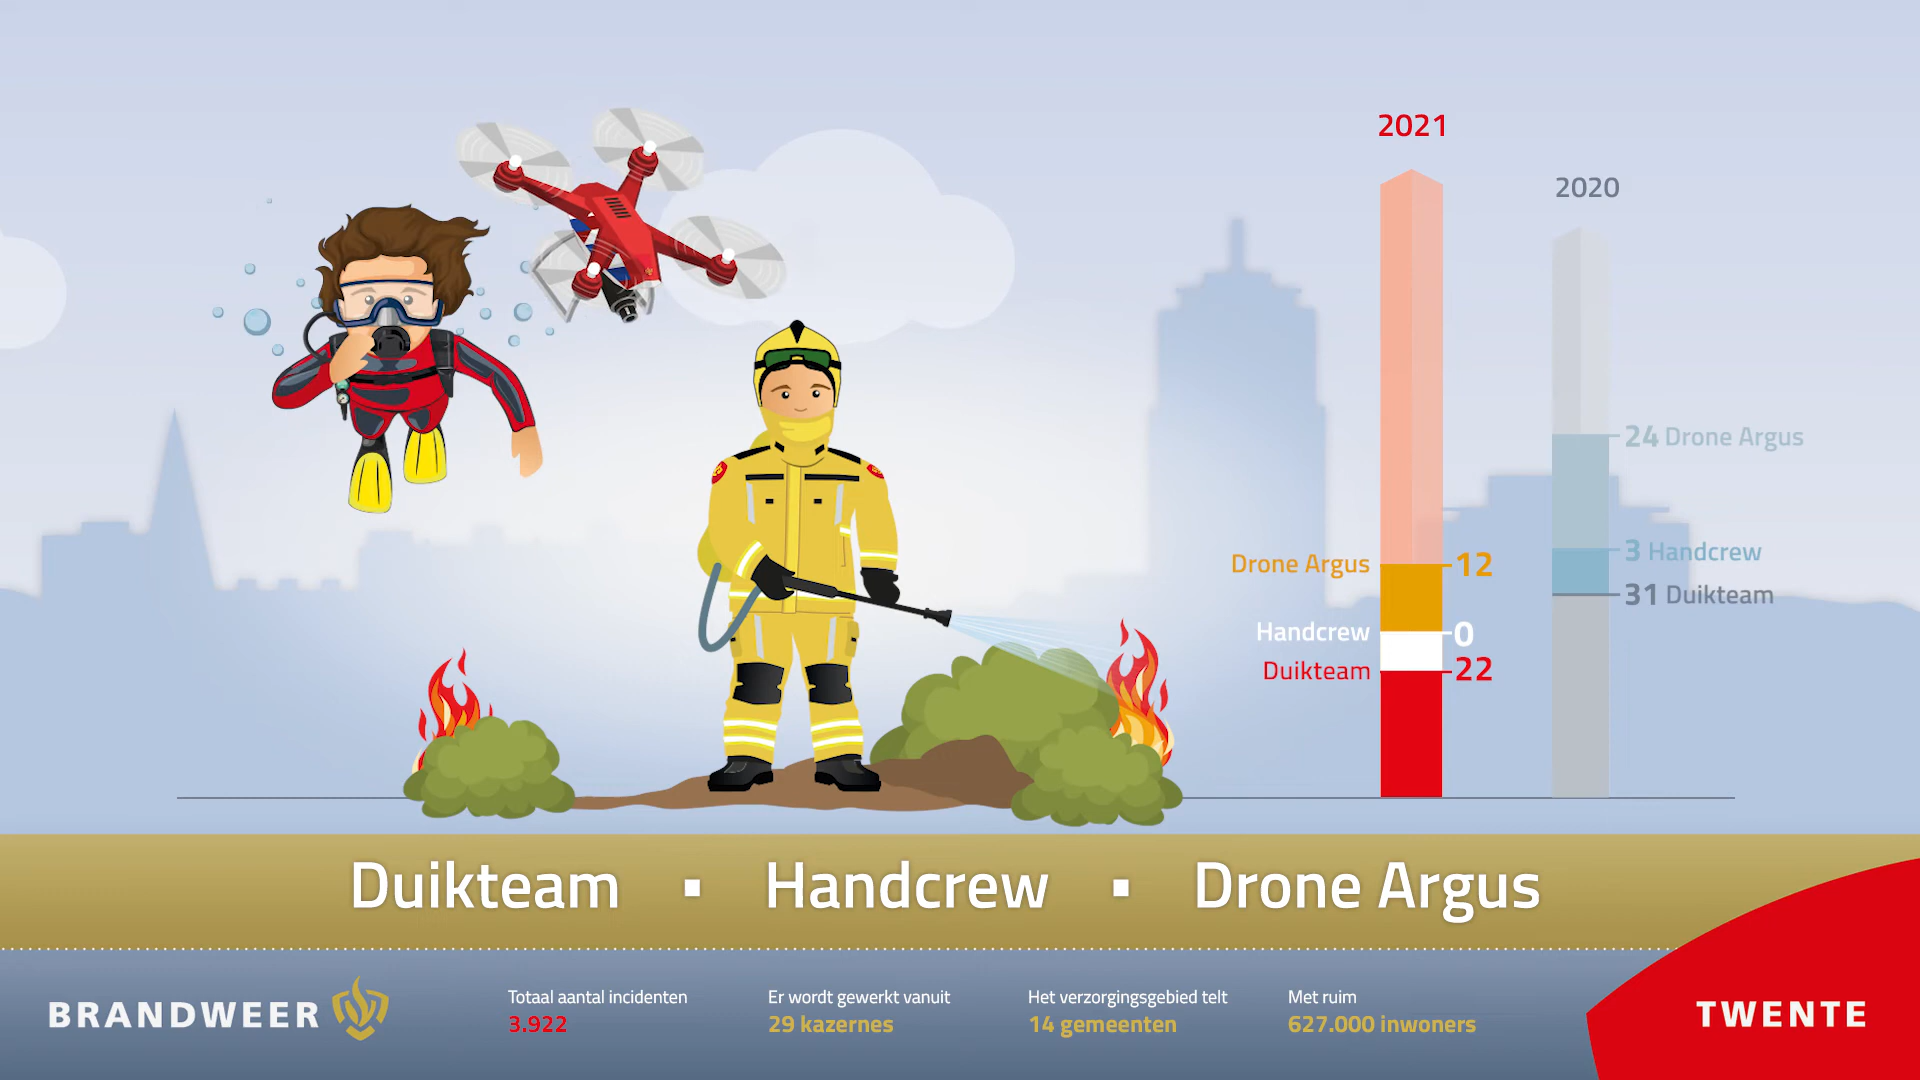 2021
2020
24 Drone Argus
3 Handcrew
31 Duikteam
Drone Argus 12
Handcrew 0
Duikteam 22
Duikteam ▪ Handcrew ▪ Drone Argus
BRANDWEER
Totaal aantal incidenten
3.922
Er wordt gewerkt vanuit
29 kazernes
Het verzorgingsgebied telt
14 gemeenten
Met ruim
627.000 inwoners
TWENTE